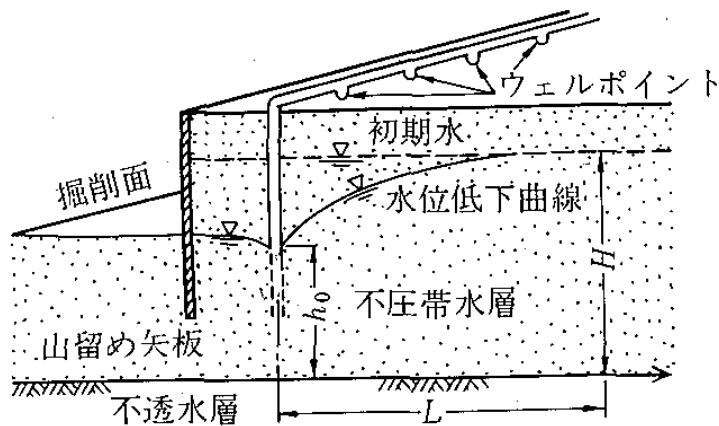 ウェルポイント
初期水
掘削面
水位低下曲線
H
h₀
不圧帯水層
山留め矢板
不透水層
L